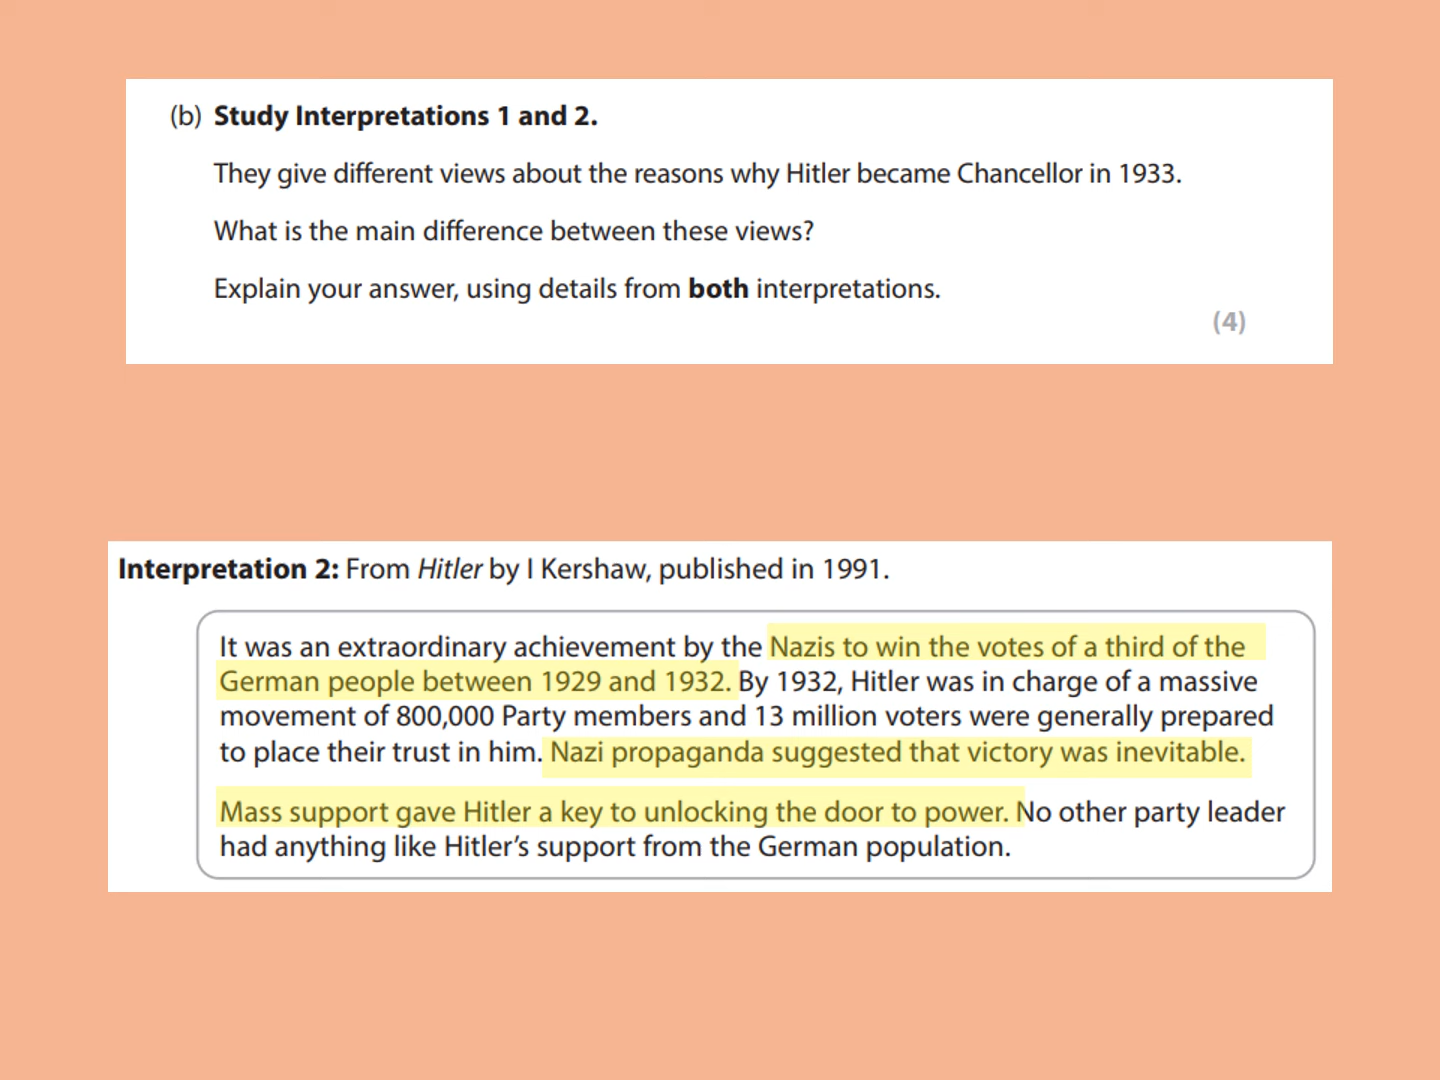 (b) Study Interpretations 1 and 2.
They give different views about the reasons why Hitler became Chancellor in 1933.
What is the main difference between these views?
Explain your answer, using details from both interpretations.
(4)
Interpretation 2: From Hitler by I Kershaw, published in 1991.
It was an extraordinary achievement by the Nazis to win the votes of a third of the
German people between 1929 and 1932. By 1932, Hitler was in charge of a massive
movement of 800,000 Party members and 13 million voters were generally prepared
to place their trust in him. Nazi propaganda suggested that victory was inevitable.
Mass support gave Hitler a key to unlocking the door to power. No other party leader
had anything like Hitler's support from the German population.